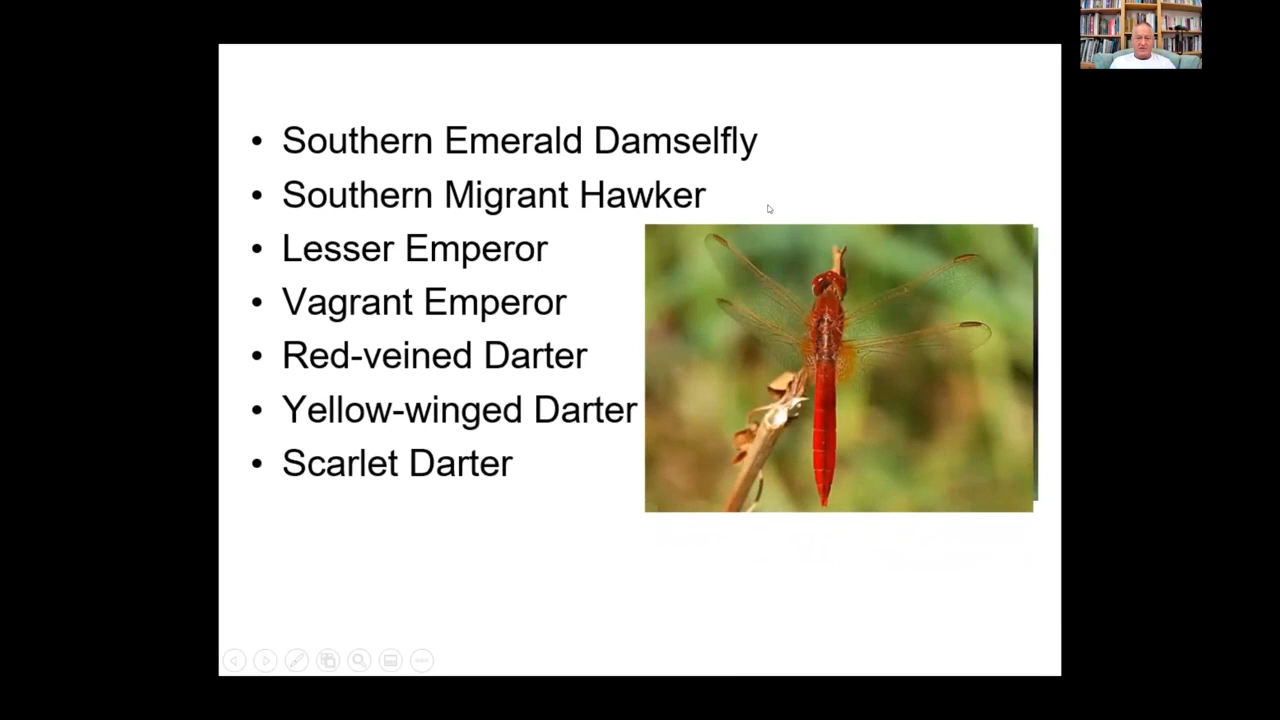 • Southern Emerald Damselfly
• Southern Migrant Hawker
• Lesser Emperor
• Vagrant Emperor
• Red-veined Darter
• Yellow-winged Darter
• Scarlet Darter